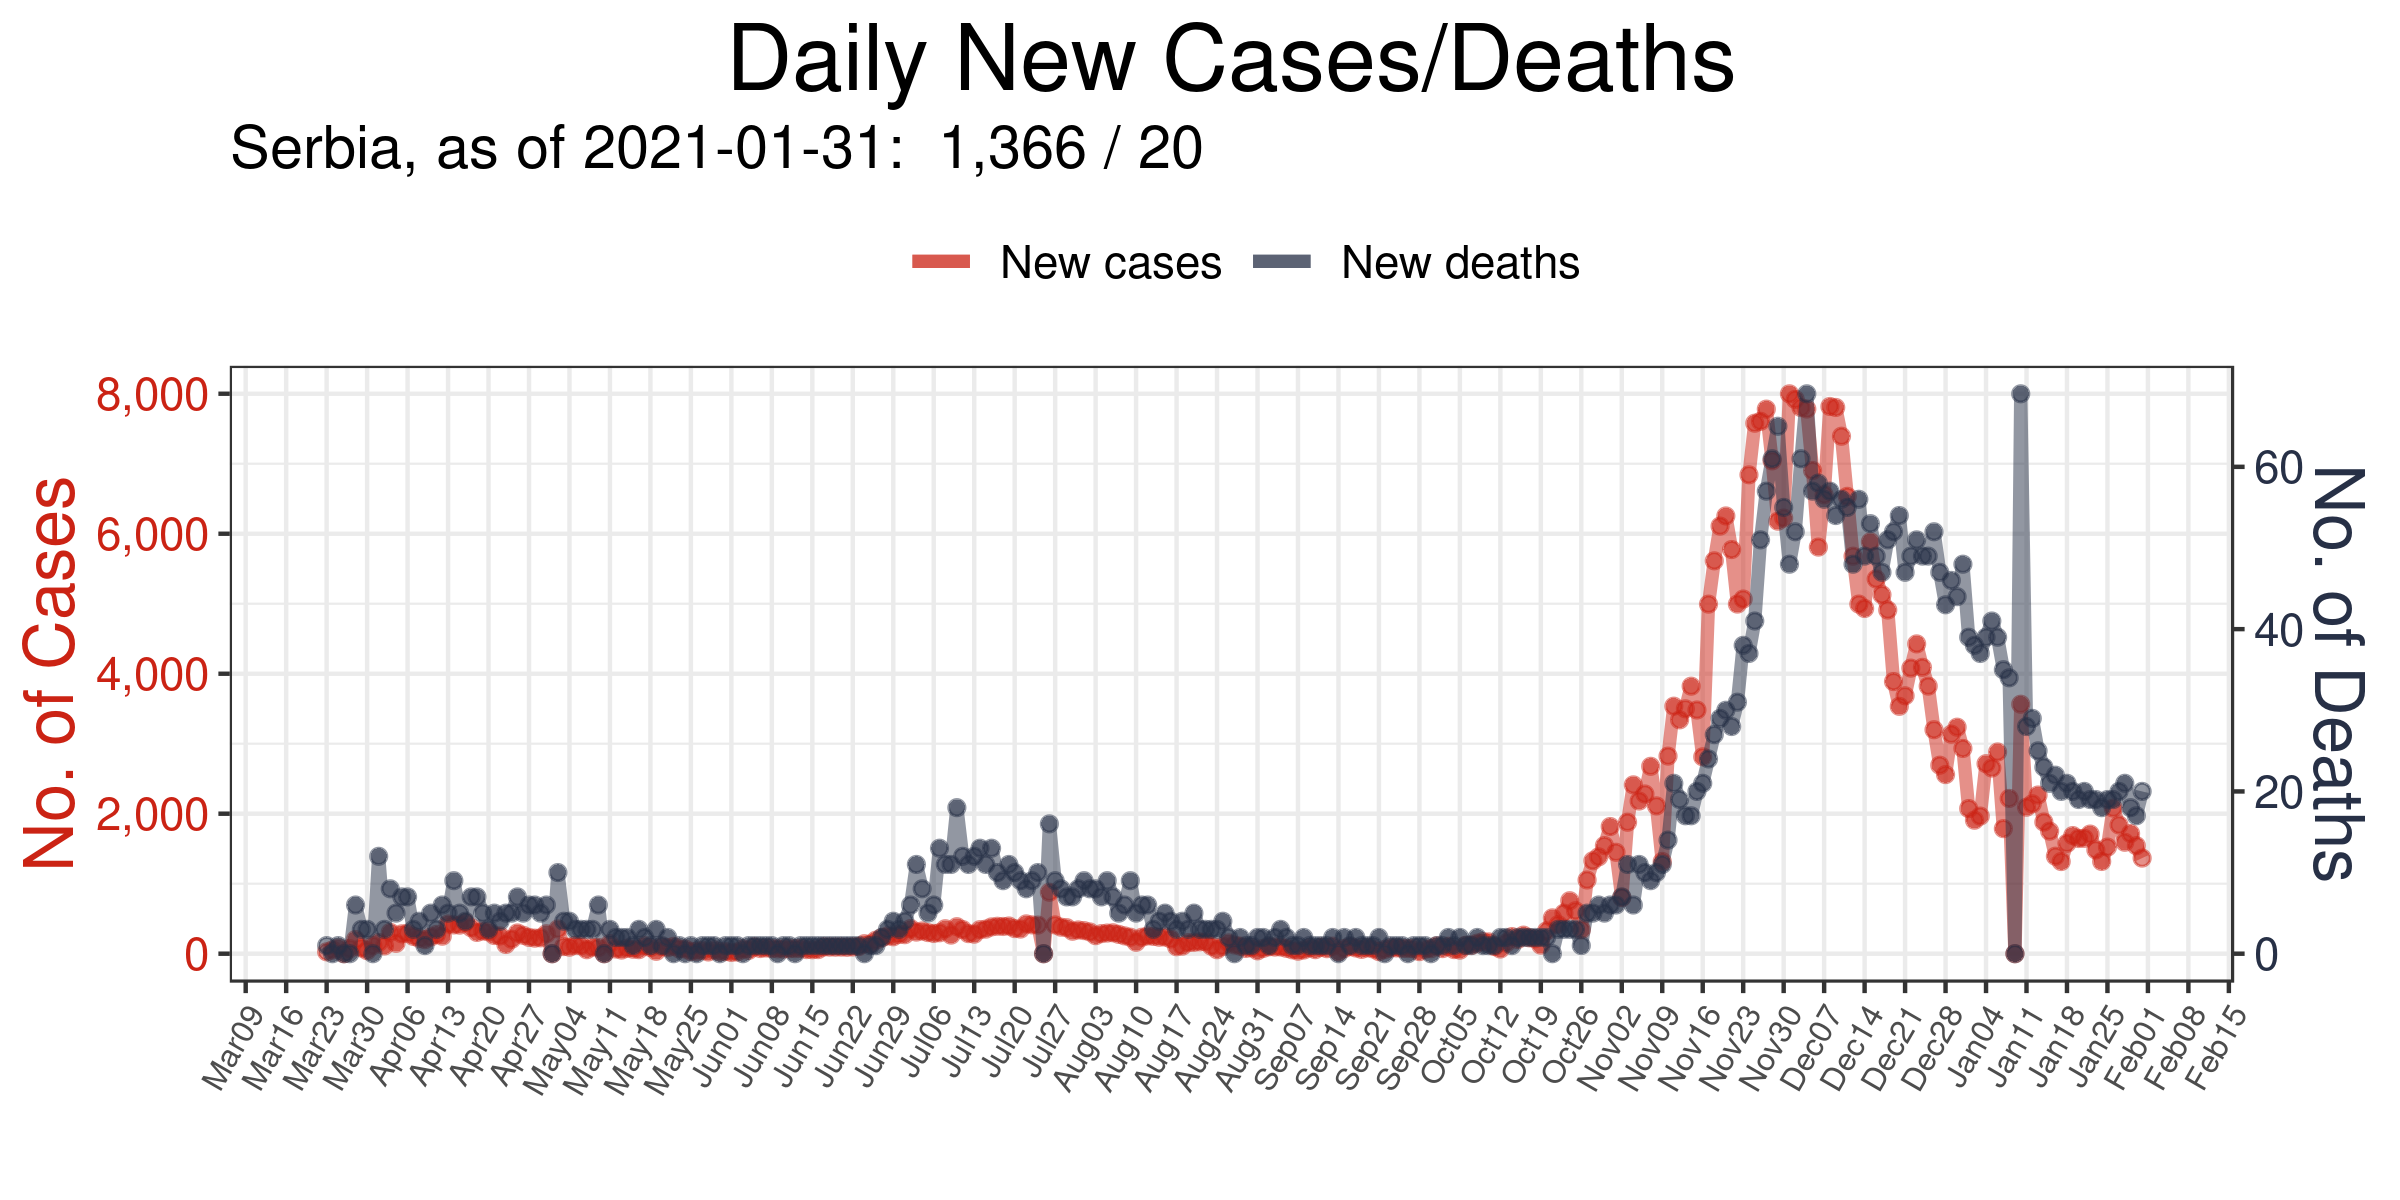 Daily New Cases/Deaths
Serbia, as of 2021-01-31:  1,366 / 20
New cases New deaths
No. of Cases
8,000
6,000
4,000
2,000
0
60
40
20
0
No. of Deaths
Mar09 Mar16 Mar23 Mar30 Apr06 Apr13 Apr20 Apr27 May04 May11 May18 May25 Jun01 Jun08 Jun15 Jun22 Jun29 Jul06 Jul13 Jul20 Jul27 Aug03 Aug10 Aug17 Aug24 Aug31 Sep07 Sep14 Sep21 Sep28 Oct05 Oct12 Oct19 Oct26 Nov02 Nov09 Nov16 Nov23 Nov30 Dec07 Dec14 Dec21 Dec28 Jan04 Jan11 Jan18 Jan25 Feb01 Feb08 Feb15